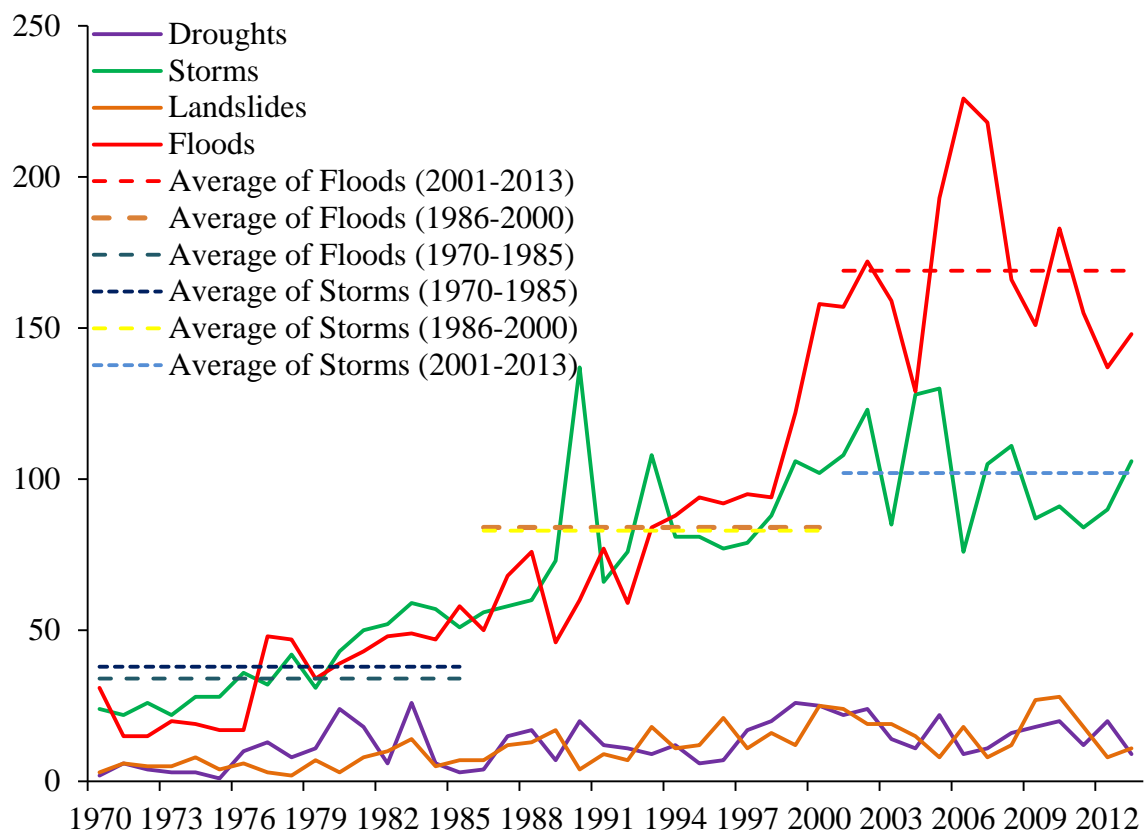 250
200
150
100
50
0
Droughts
Storms
Landslides
Floods
Average of Floods (2001-2013)
Average of Floods (1986-2000)
Average of Floods (1970-1985)
Average of Storms (1970-1985)
Average of Storms (1986-2000)
Average of Storms (2001-2013)
1970 1973 1976 1979 1982 1985 1988 1991 1994 1997 2000 2003 2006 2009 2012